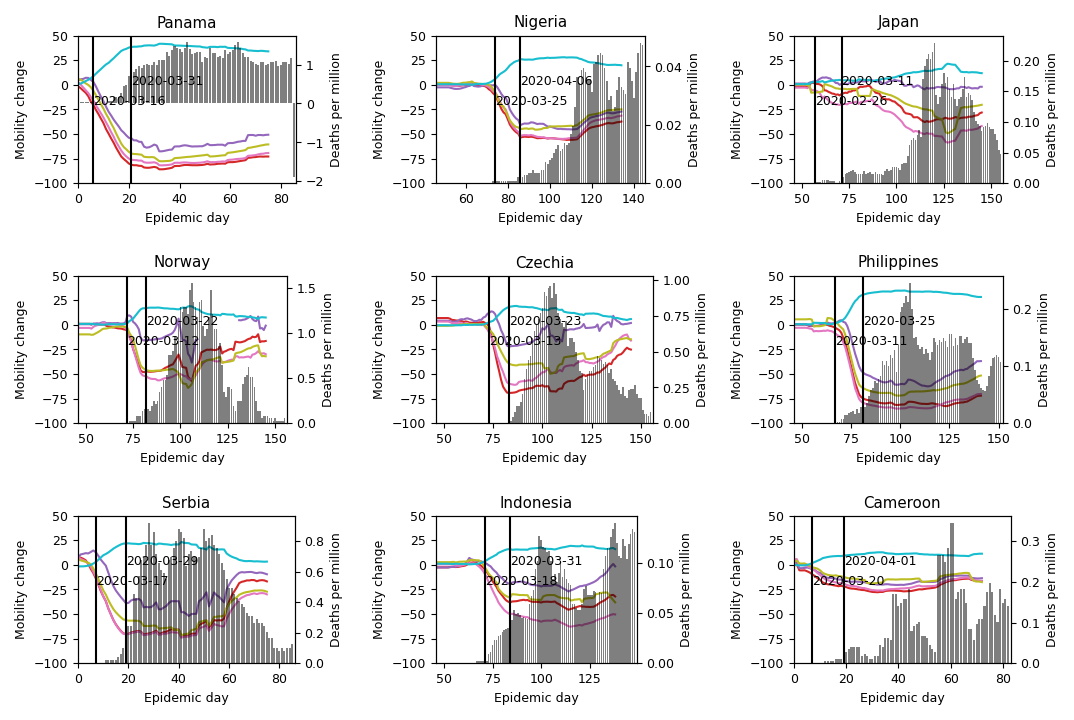 Panama
Nigeria
Japan
50
25
0
−25
−50
−75
−100
Mobility change
1
0
−1
−2
Deaths per million
2020-03-31
2020-03-16
0 20 40 60 80
Epidemic day
50
25
0
−25
−50
−75
−100
Mobility change
0.04
0.02
0.00
Deaths per million
2020-04-06
2020-03-25
60 80 100 120 140
Epidemic day
50
25
0
−25
−50
−75
−100
Mobility change
0.20
0.15
0.10
0.05
0.00
Deaths per million
2020-03-11
2020-02-26
50 75 100 125 150
Epidemic day
Norway
Czechia
Philippines
50
25
0
−25
−50
−75
−100
Mobility change
1.5
1.0
0.5
0.0
Deaths per million
2020-03-22
2020-03-12
50 75 100 125 150
Epidemic day
50
25
0
−25
−50
−75
−100
Mobility change
1.00
0.75
0.50
0.25
0.00
Deaths per million
2020-03-23
2020-03-13
50 75 100 125 150
Epidemic day
50
25
0
−25
−50
−75
−100
Mobility change
0.2
0.1
0.0
Deaths per million
2020-03-25
2020-03-11
50 75 100 125 150
Epidemic day
Serbia
Indonesia
Cameroon
50
25
0
−25
−50
−75
−100
Mobility change
0.8
0.6
0.4
0.2
0.0
Deaths per million
2020-03-29
2020-03-17
0 20 40 60 80
Epidemic day
50
25
0
−25
−50
−75
−100
Mobility change
0.10
0.05
0.00
Deaths per million
2020-03-31
2020-03-18
50 75 100 125
Epidemic day
50
25
0
−25
−50
−75
−100
Mobility change
0.3
0.2
0.1
0.0
Deaths per million
2020-04-01
2020-03-20
0 20 40 60 80
Epidemic day